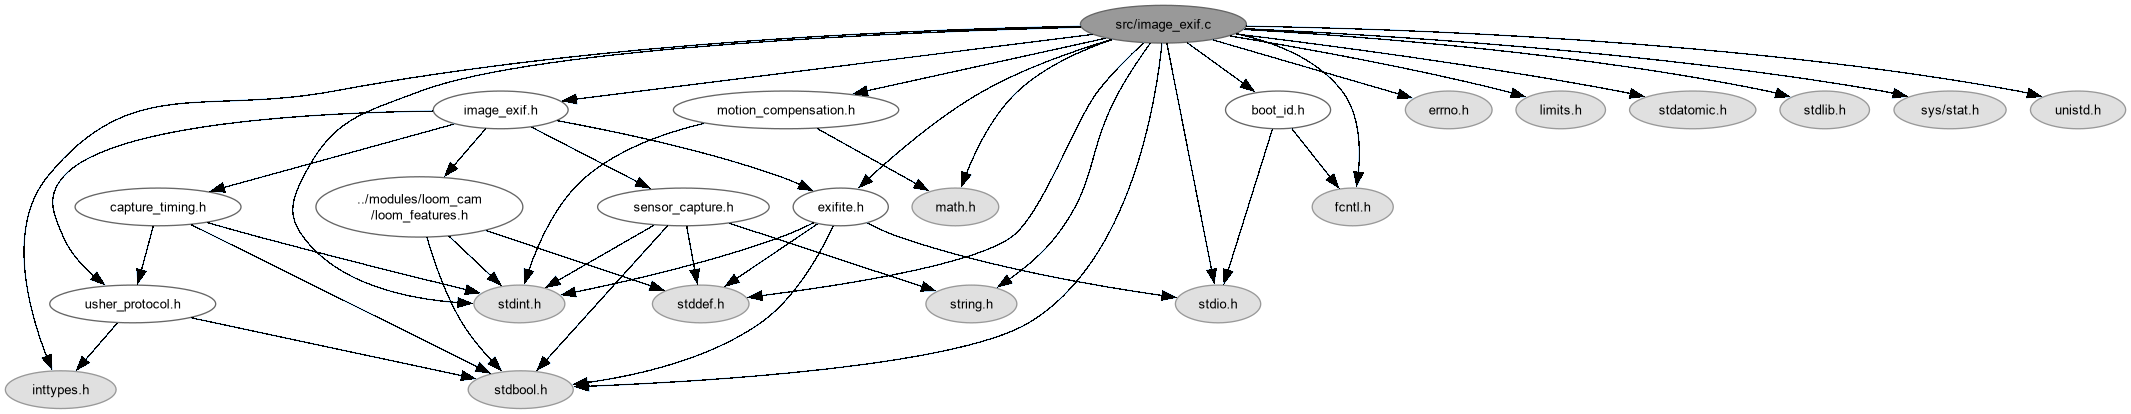 src/image_exif.c
image_exif.h
motion_compensation.h
boot_id.h
errno.h
limits.h
stdatomic.h
stdlib.h
sys/stat.h
unistd.h
capture_timing.h
../modules/loom_cam
/loom_features.h
sensor_capture.h
exifite.h
math.h
fcntl.h
usher_protocol.h
stdint.h
stddef.h
string.h
stdio.h
inttypes.h
stdbool.h